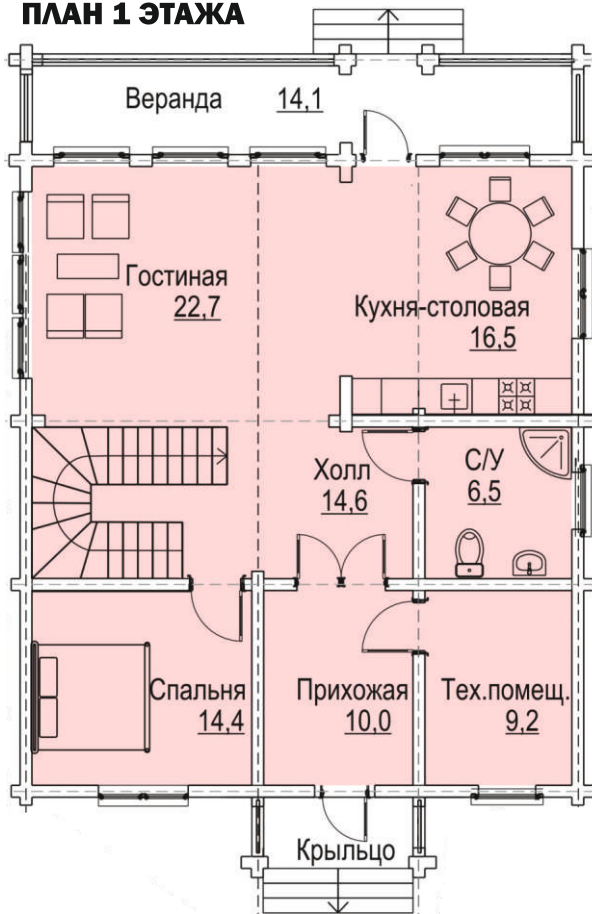 ПЛАН 1 ЭТАЖА
Веранда 14,1
Гостиная
22,7
Кухня-столовая
16,5
Холл
14,6
С/У
6,5
Спальня
14,4
Прихожая
10,0
Тех.помещ.
9,2
Крыльцо